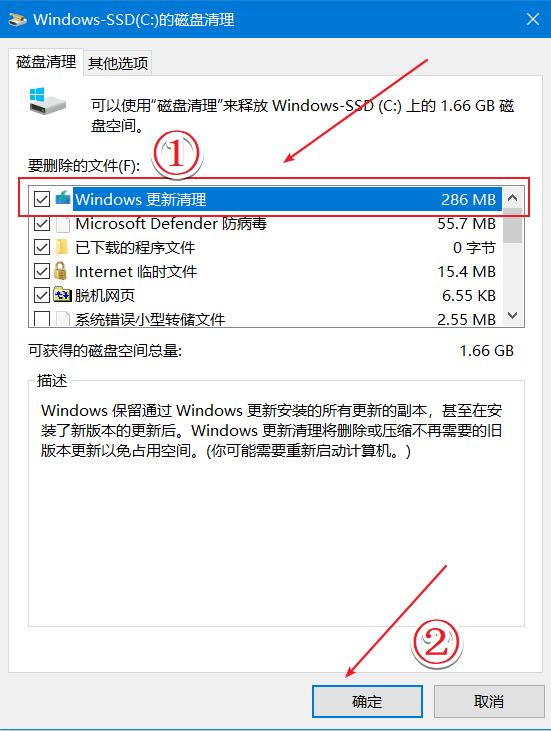 Windows-SSD(C:)的磁盘清理
磁盘清理 其他选项
可以使用“磁盘清理”来释放 Windows-SSD (C:) 上的 1.66 GB 磁
盘空间。
①
要删除的文件(F):
Windows 更新清理 286 MB
Microsoft Defender 防病毒 55.7 MB
已下载的程序文件 0 字节
Internet 临时文件 15.4 MB
脱机网页 6.55 KB
系统错误小型转储文件 2.55 MB
可获得的磁盘空间总量: 1.66 GB
描述
Windows 保留通过 Windows 更新安装的所有更新的副本，甚至在安
装了新版本的更新后。Windows 更新清理将删除或压缩不再需要的旧
版本更新以免占用空间。(你可能需要重新启动计算机。)
②
确定 取消